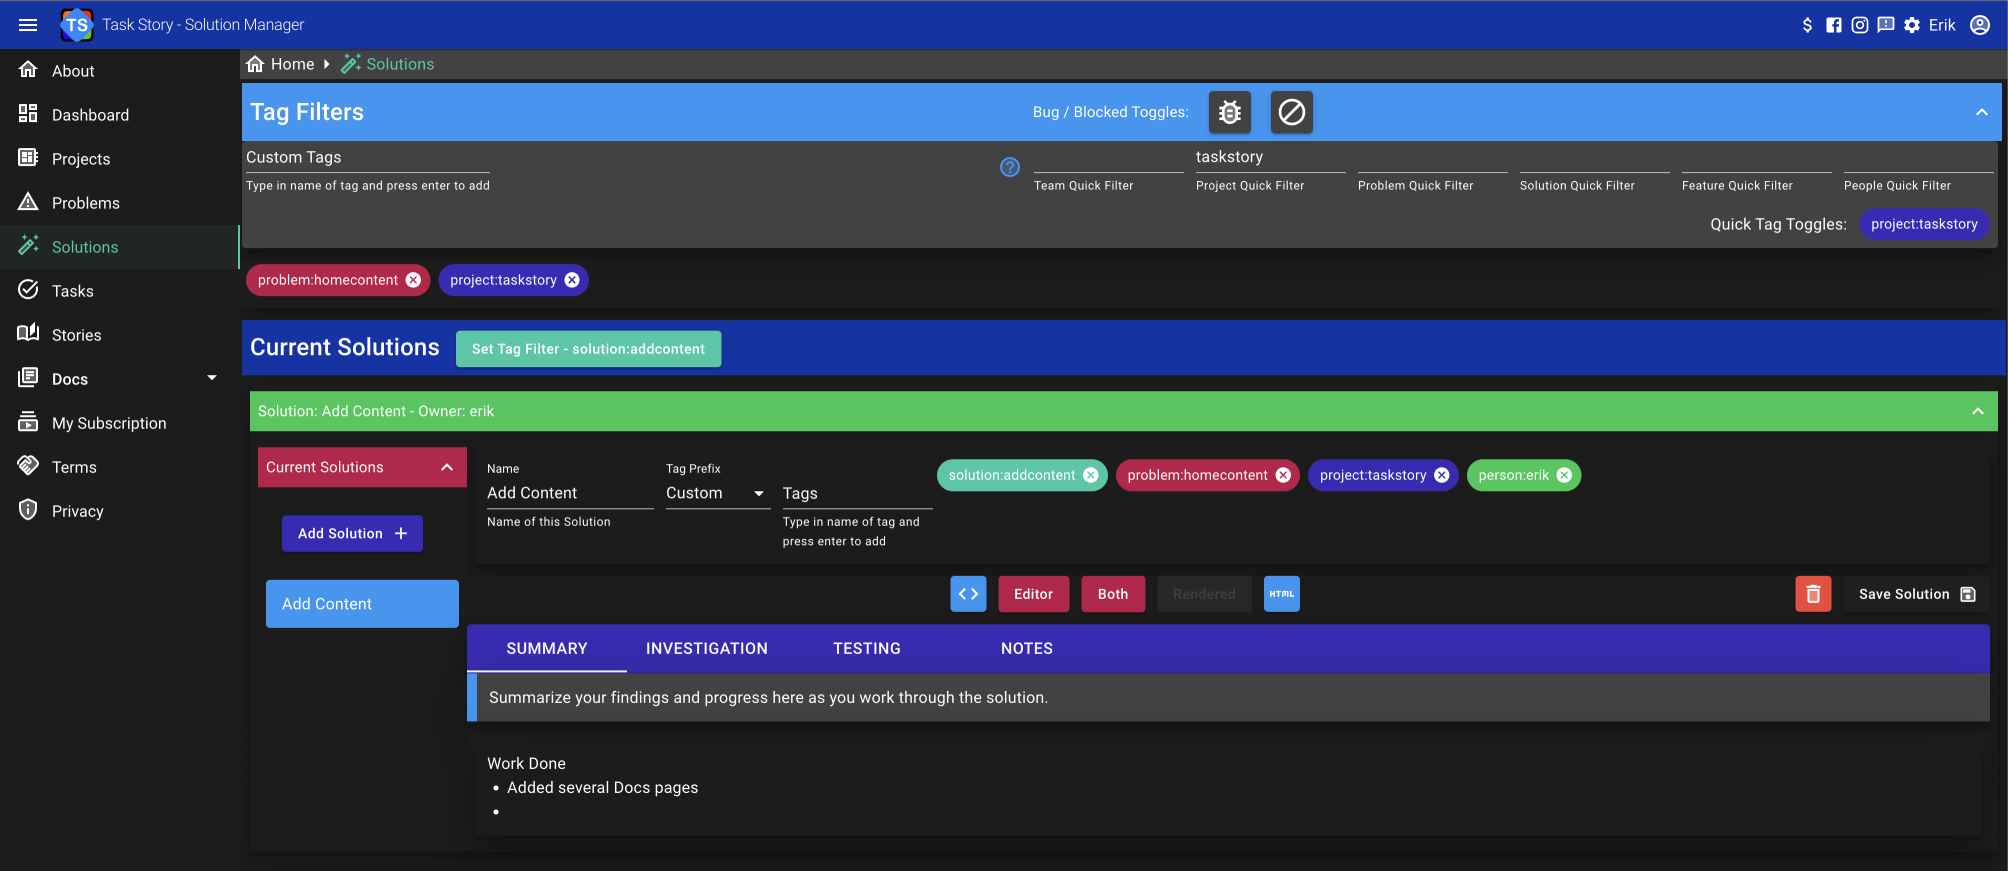 TS Task Story - Solution Manager
Erik
About
Dashboard
Projects
Problems
Solutions
Tasks
Stories
Docs
My Subscription
Terms
Privacy
Home Solutions
Tag Filters
Bug / Blocked Toggles:
Custom Tags
Type in name of tag and press enter to add
Team Quick Filter
taskstory
Project Quick Filter
Problem Quick Filter
Solution Quick Filter
Feature Quick Filter
People Quick Filter
Quick Tag Toggles: project:taskstory
problem:homecontent project:taskstory
Current Solutions Set Tag Filter - solution:addcontent
Solution: Add Content - Owner: erik
Current Solutions
Add Solution
Add Content
Name
Add Content
Name of this Solution
Tag Prefix
Custom
Tags
Type in name of tag and
press enter to add
solution:addcontent problem:homecontent project:taskstory person:erik
Editor Both Rendered HTML Save Solution
SUMMARY INVESTIGATION TESTING NOTES
Summarize your findings and progress here as you work through the solution.
Work Done
• Added several Docs pages
•